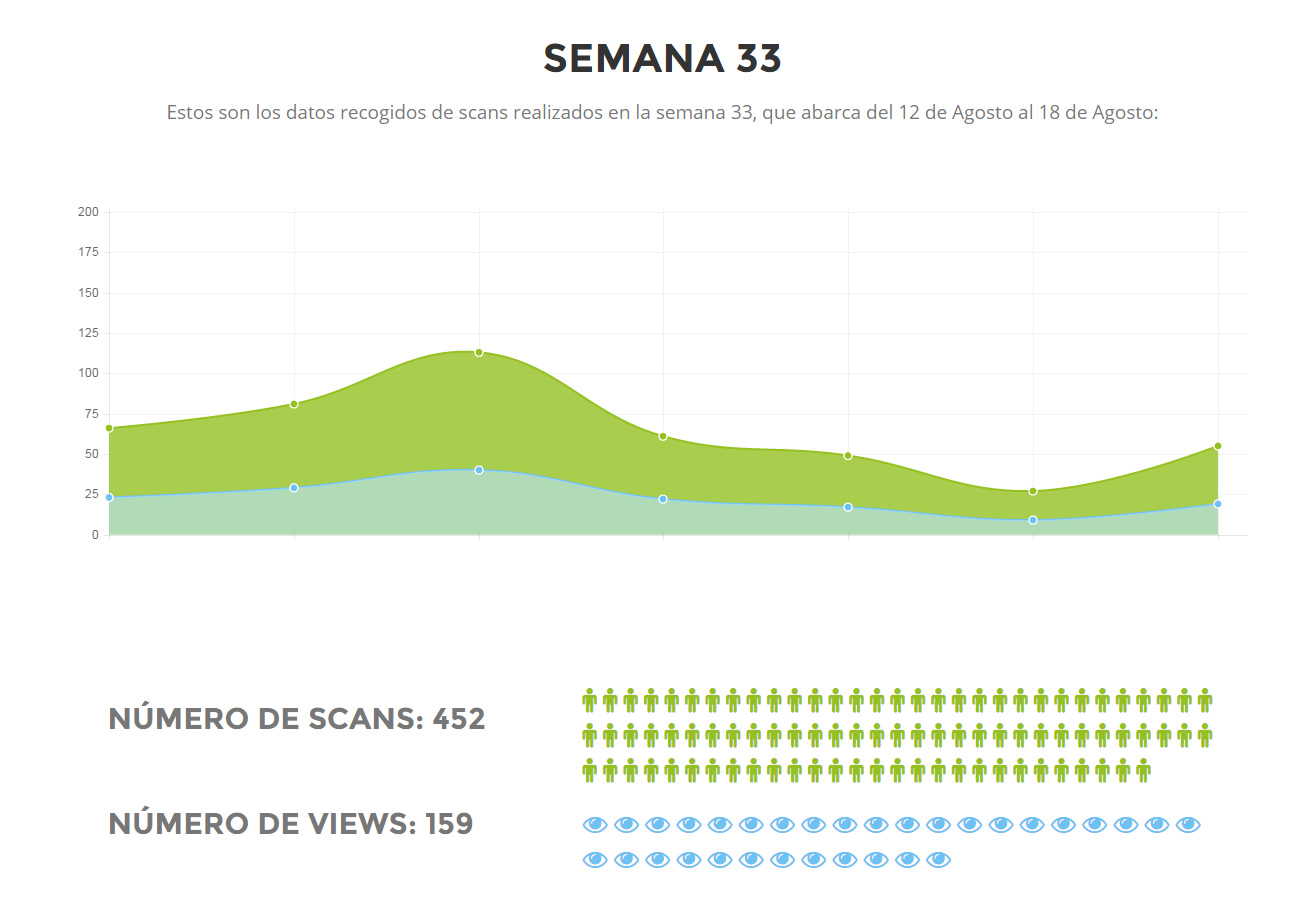 SEMANA 33
Estos son los datos recogidos de scans realizados en la semana 33, que abarca del 12 de Agosto al 18 de Agosto:
200
175
150
125
100
75
50
25
0
NÚMERO DE SCANS: 452
NÚMERO DE VIEWS: 159